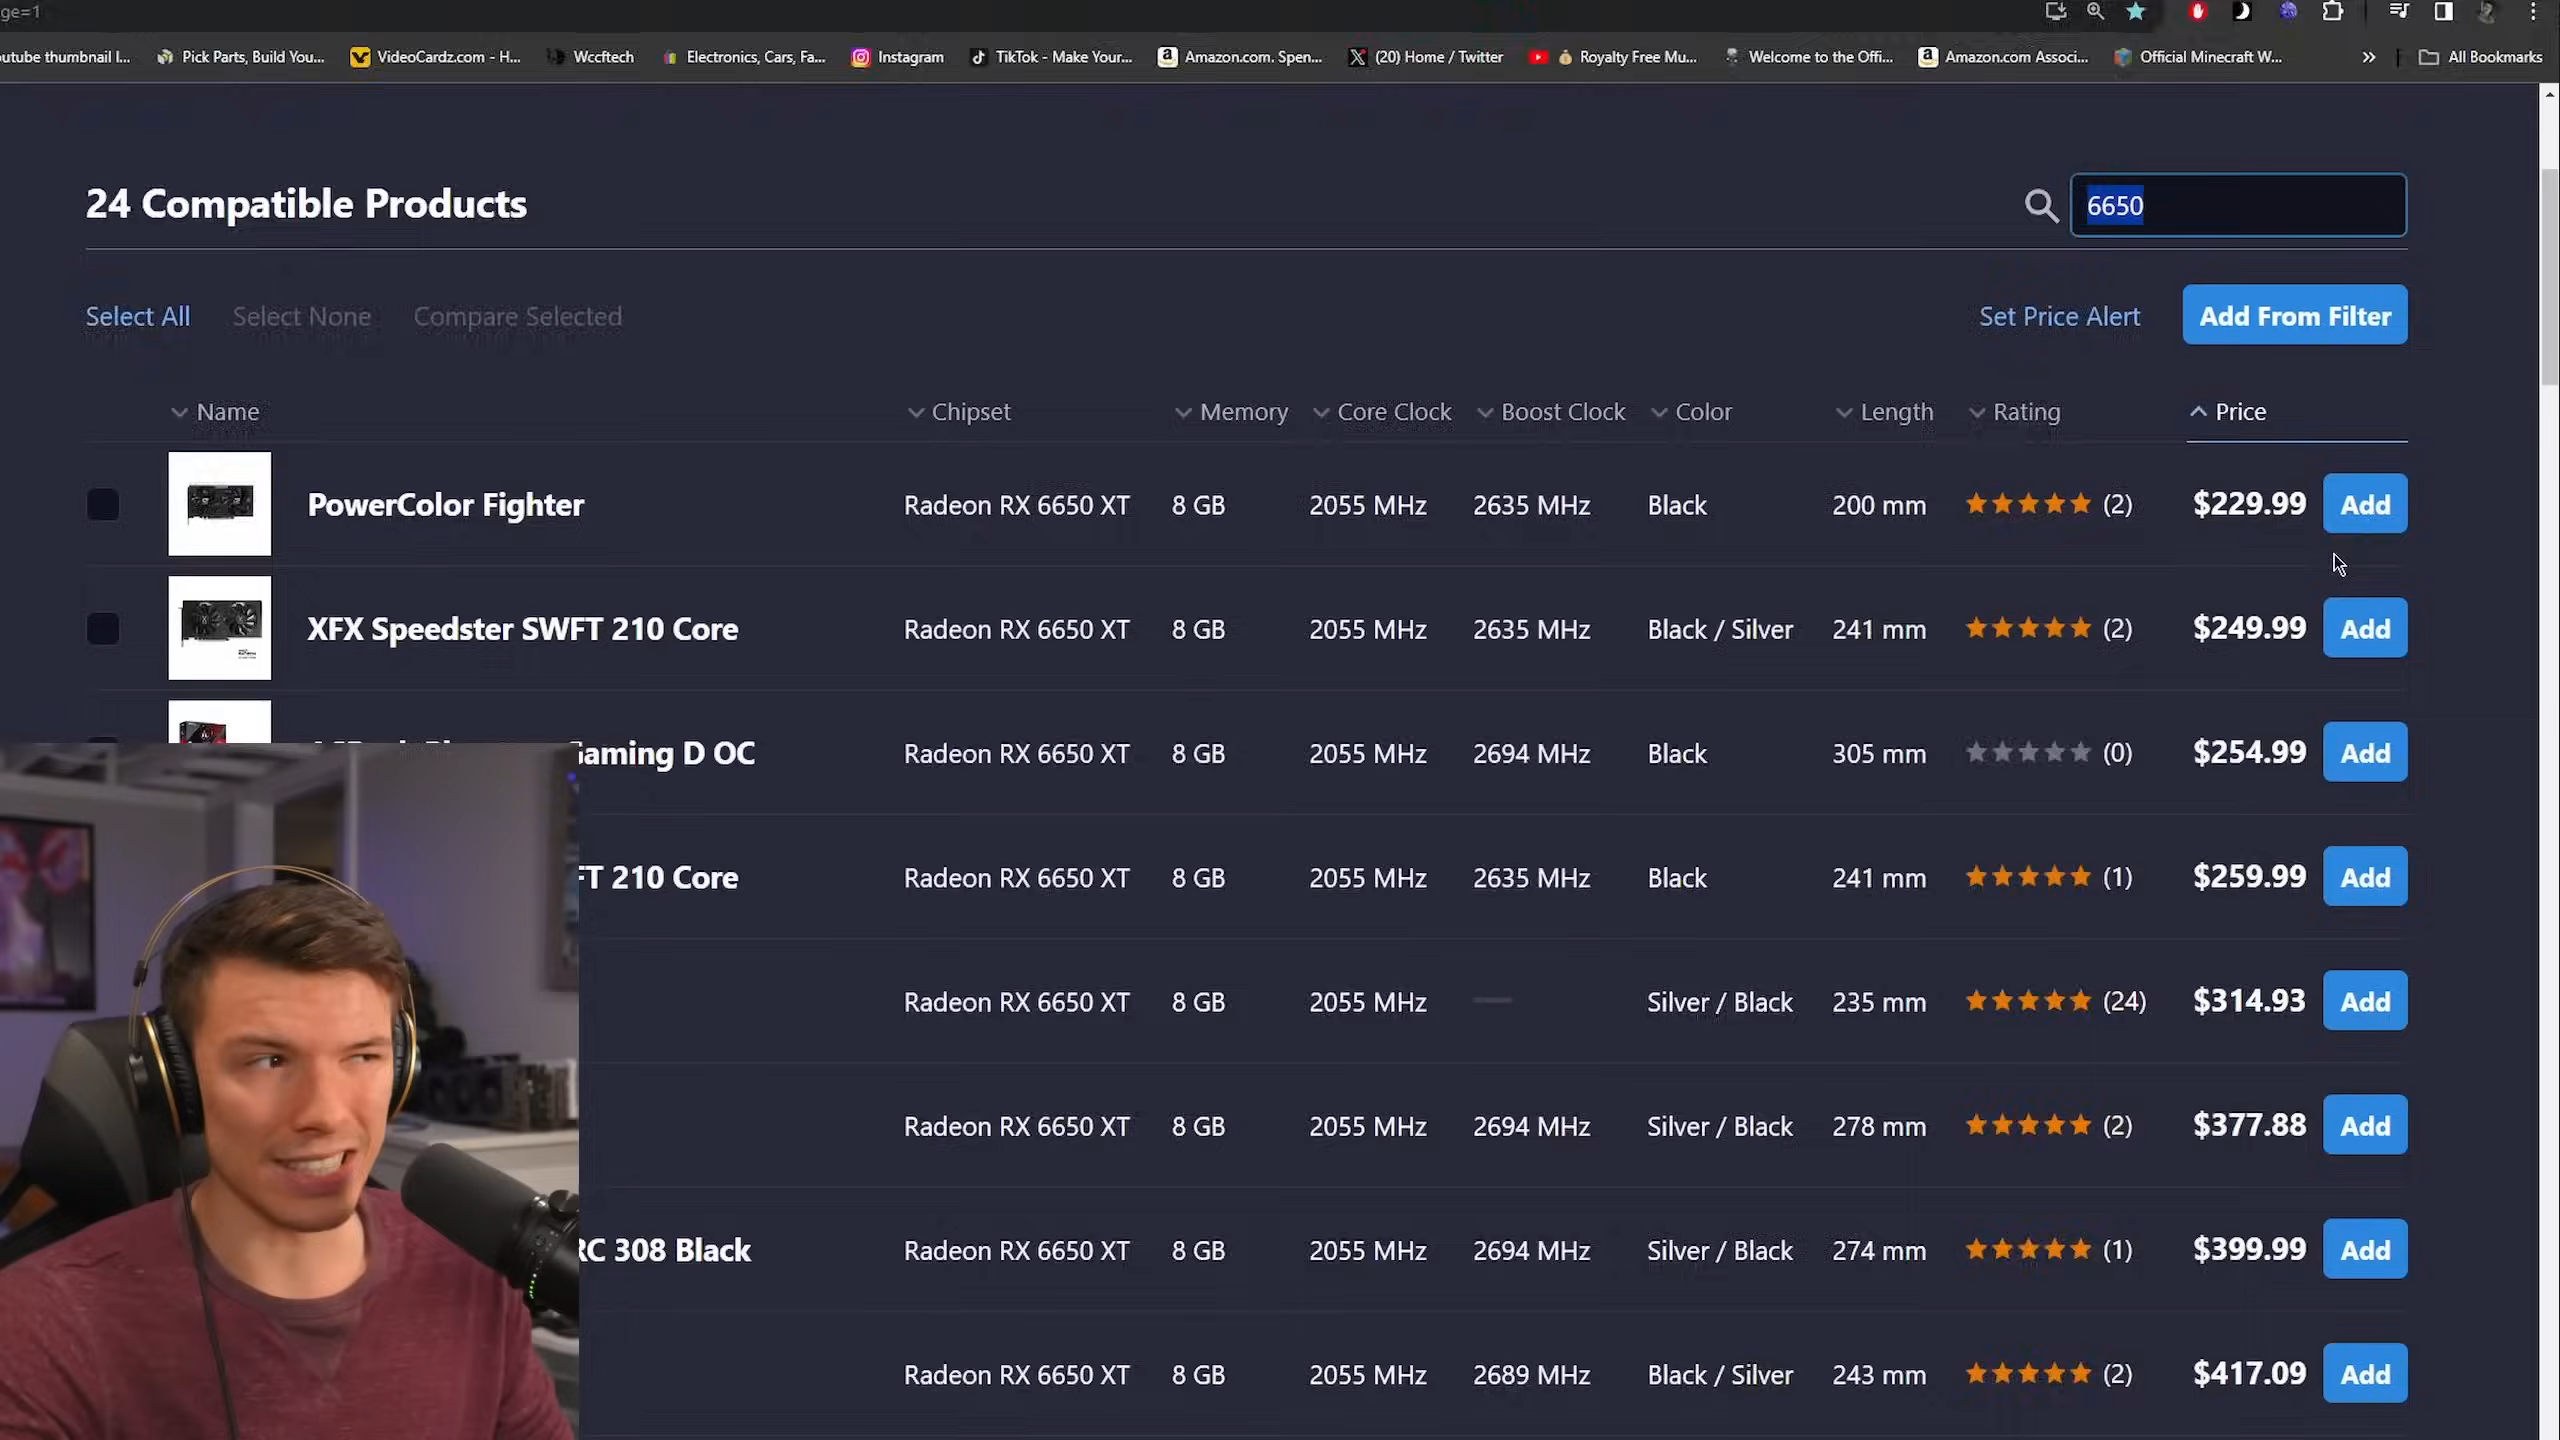 ge=1
outube thumbnail I... Pick Parts, Build You... VideoCardz.com - H... Wccftech Electronics, Cars, Fa... Instagram TikTok - Make Your... Amazon.com. Spen... (20) Home / Twitter Royalty Free Mu... Welcome to the Offi... Amazon.com Associ... Official Minecraft W... » All Bookmarks
24 Compatible Products 6650
Select All Select None Compare Selected Set Price Alert Add From Filter
Name Chipset Memory Core Clock Boost Clock Color Length Rating Price
PowerColor Fighter Radeon RX 6650 XT 8 GB 2055 MHz 2635 MHz Black 200 mm (2) $229.99 Add
XFX Speedster SWFT 210 Core Radeon RX 6650 XT 8 GB 2055 MHz 2635 MHz Black / Silver 241 mm (2) $249.99 Add
Gaming D OC Radeon RX 6650 XT 8 GB 2055 MHz 2694 MHz Black 305 mm (0) $254.99 Add
FT 210 Core Radeon RX 6650 XT 8 GB 2055 MHz 2635 MHz Black 241 mm (1) $259.99 Add
Radeon RX 6650 XT 8 GB 2055 MHz — Silver / Black 235 mm (24) $314.93 Add
Radeon RX 6650 XT 8 GB 2055 MHz 2694 MHz Silver / Black 278 mm (2) $377.88 Add
RC 308 Black Radeon RX 6650 XT 8 GB 2055 MHz 2694 MHz Silver / Black 274 mm (1) $399.99 Add
Radeon RX 6650 XT 8 GB 2055 MHz 2689 MHz Black / Silver 243 mm (2) $417.09 Add